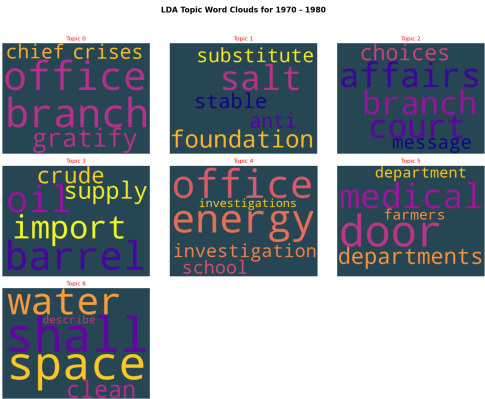 LDA Topic Word Clouds for 1970 - 1980
Topic 0
chief crises
office
branch
gratify
Topic 1
substitute
salt
stable
anti
foundation
Topic 2
choices
affairs
branch
court
message
Topic 3
crude
oil supply
import
barrel
Topic 4
office
investigations
energy
investigation
school
Topic 5
department
medical
farmers
door
departments
Topic 6
water
describe
shall
space
clean